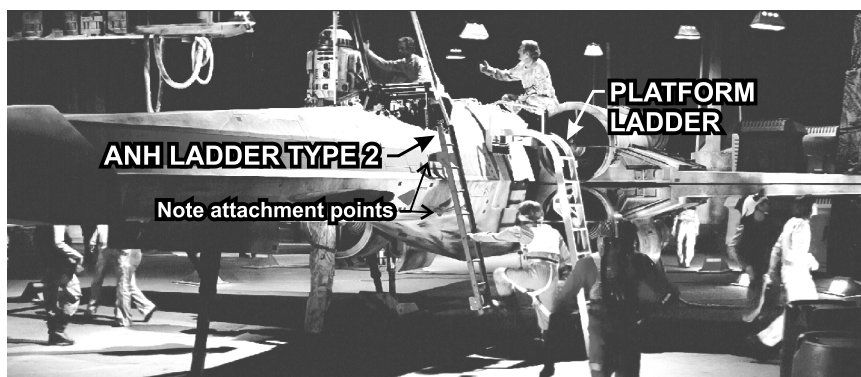 PLATFORM
LADDER
ANH LADDER TYPE 2
Note attachment points